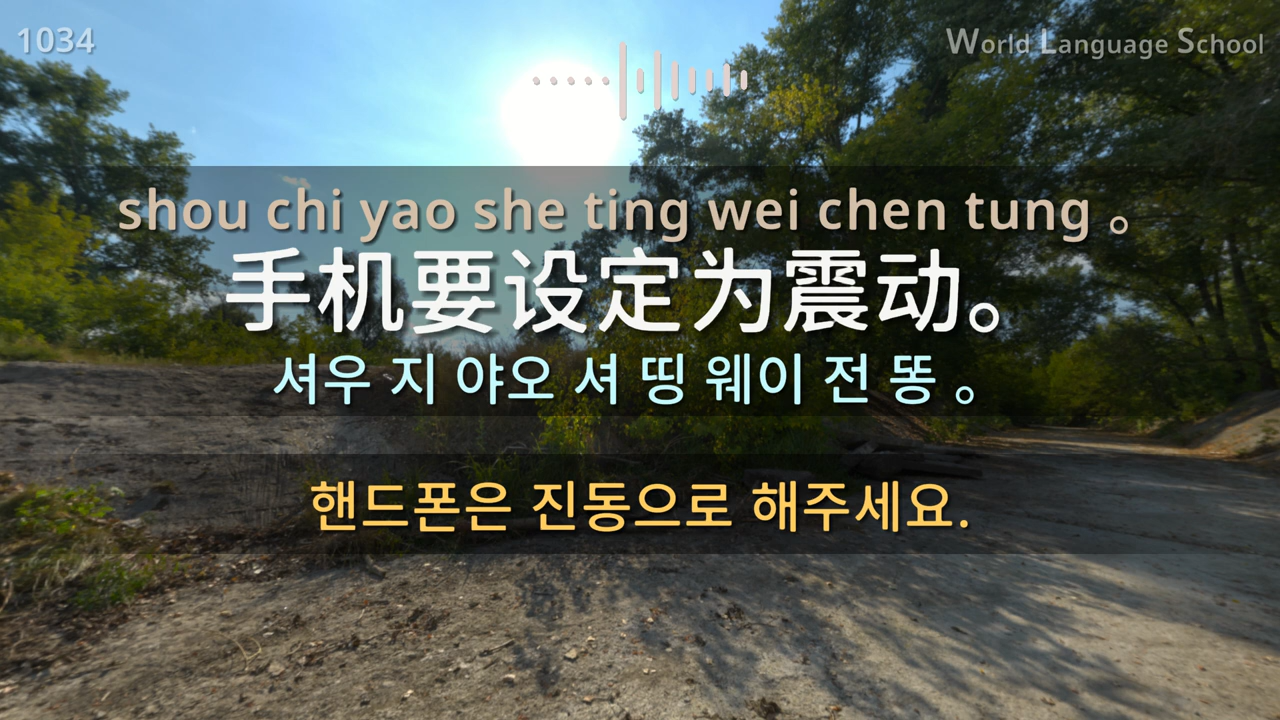 1034
World Language School
shou chi yao she ting wei chen tung 。
手机要设定为震动。
셔우 지 야오 셔 띵 웨이 전 똥 。
핸드폰은 진동으로 해주세요.